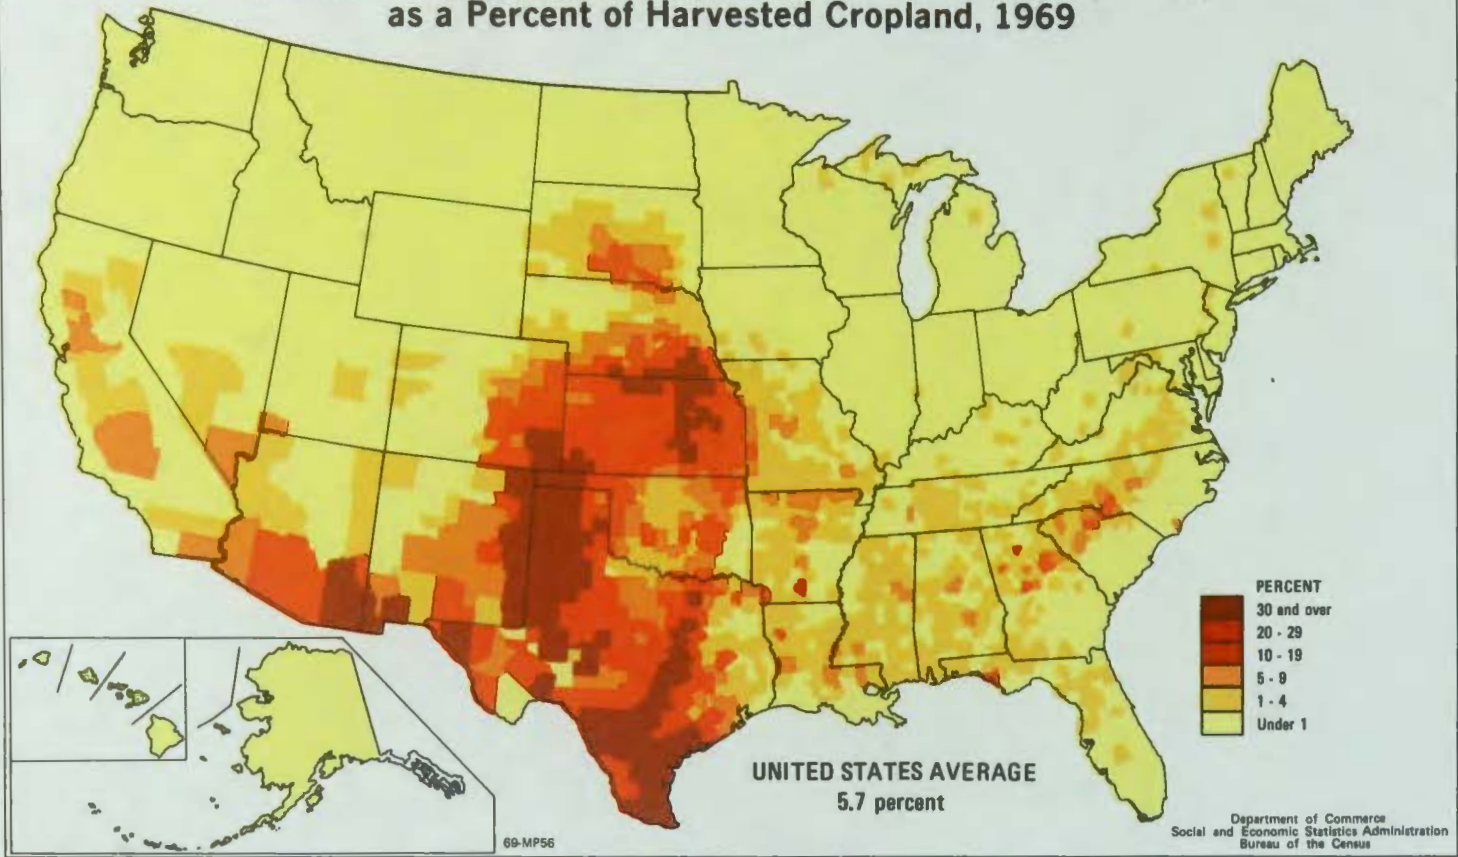 as a Percent of Harvested Cropland, 1969
PERCENT
30 and over
20 - 29
10 - 19
5 - 9
1 - 4
Under 1
UNITED STATES AVERAGE
5.7 percent
69-MP56
Department of Commerce
Social and Economic Statistics Administration
Bureau of the Census